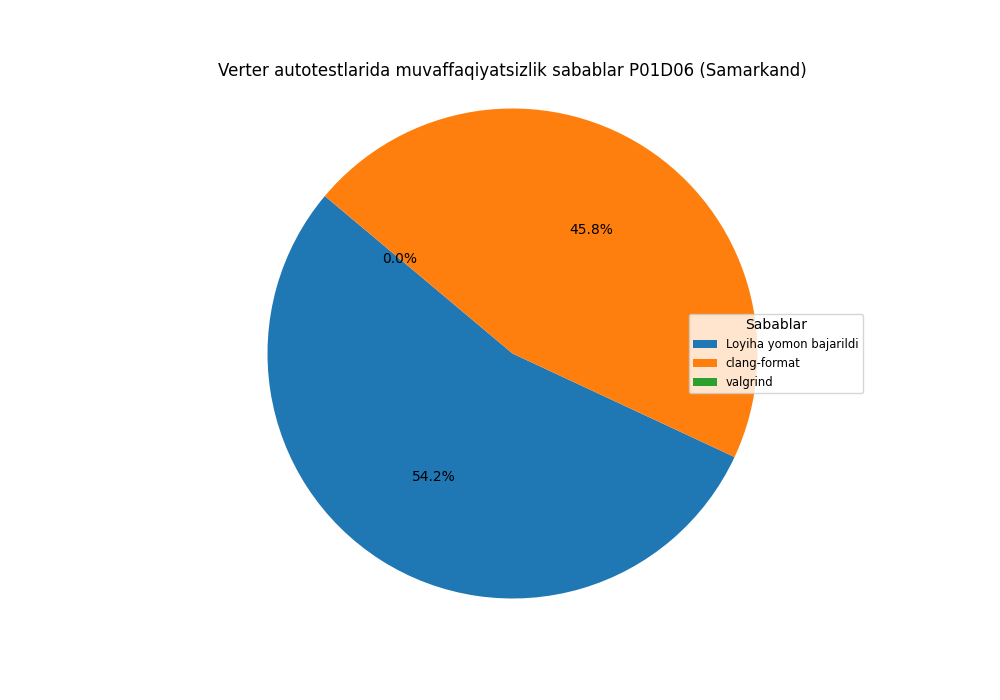 Verter autotestlarida muvaffaqiyatsizlik sabablar P01D06 (Samarkand)
45.8%
0.0%
54.2%
Sabablar
Loyiha yomon bajarildi
clang-format
valgrind